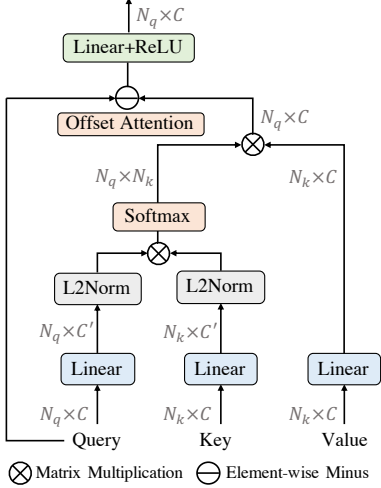 N_q×C
Linear+ReLU
Offset Attention
N_q×C
N_q×N_k
N_k×C
Softmax
L2Norm
L2Norm
N_q×C′
N_k×C′
Linear
Linear
Linear
N_q×C
N_k×C
N_k×C
Query
Key
Value
Matrix Multiplication
Element-wise Minus